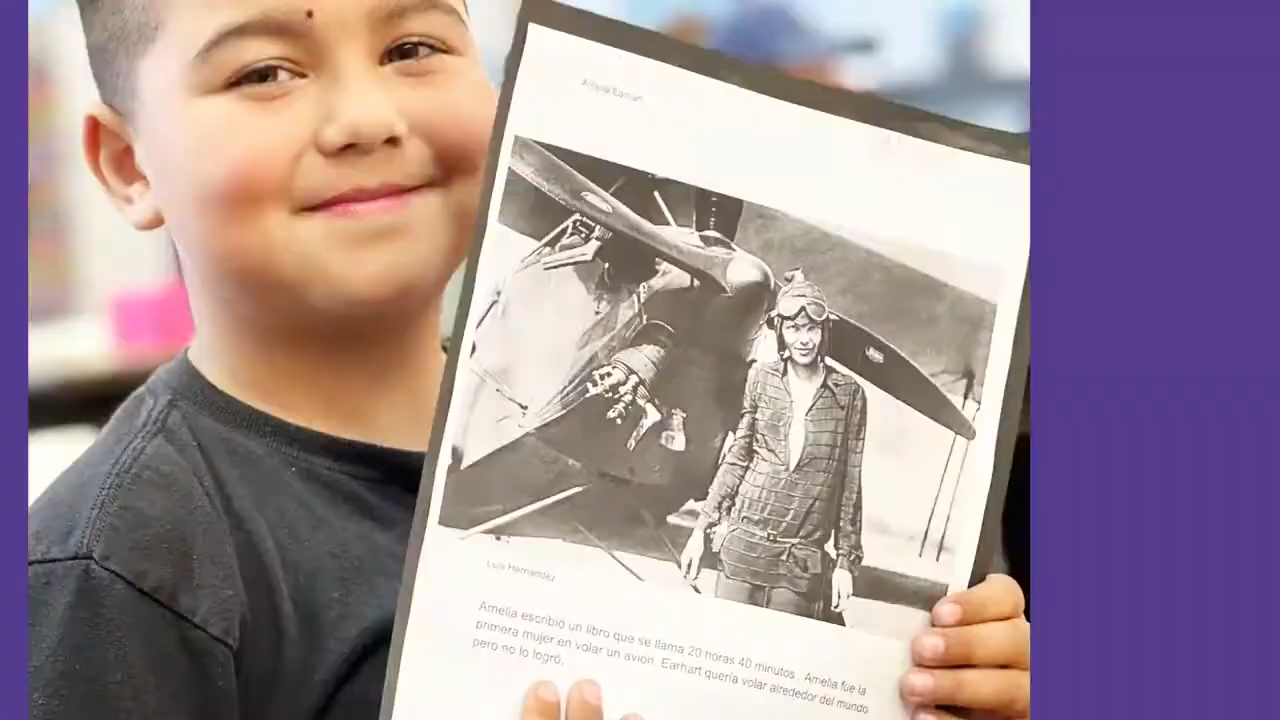 Amelia Earhart
Luis Hernandez
Amelia escribió un libro que se llama 20 horas 40 minutos . Amelia fue la
primera mujer en volar un avion. Earhart quería volar alrededor del mundo
pero no lo logró.